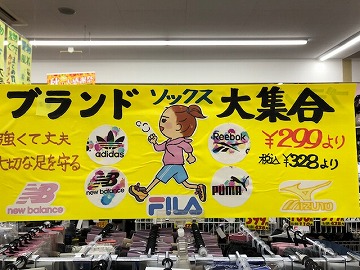 ブランド ソックス 大集合
強くて丈夫
大切な足を守る
adidas
Reebok
¥299より
税込¥328より
new balance
new balance
FILA
PUMA
MIZUNO